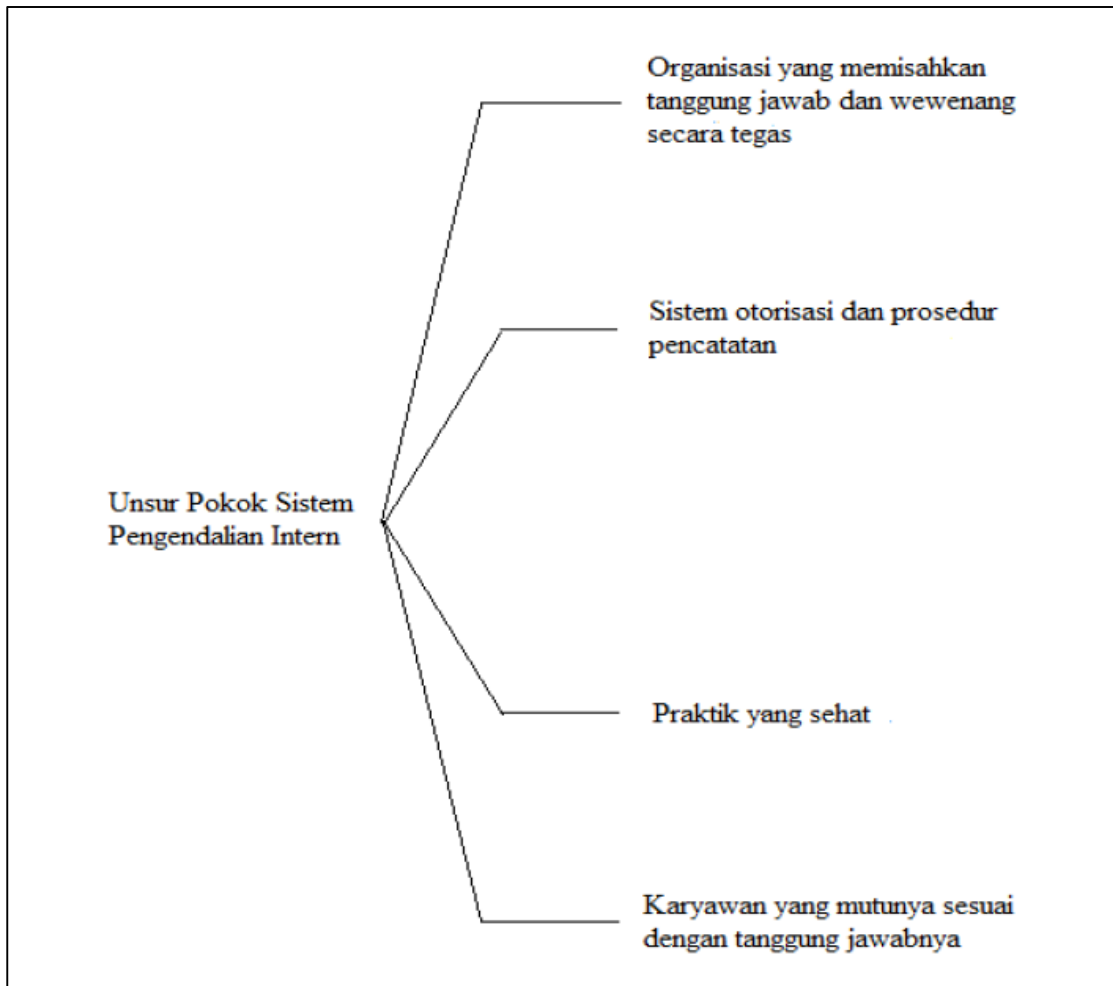 Organisasi yang memisahkan
tanggung jawab dan wewenang
secara tegas
Sistem otorisasi dan prosedur
pencatatan
Unsur Pokok Sistem
Pengendalian Intern
Praktik yang sehat
Karyawan yang mutunya sesuai
dengan tanggung jawabnya